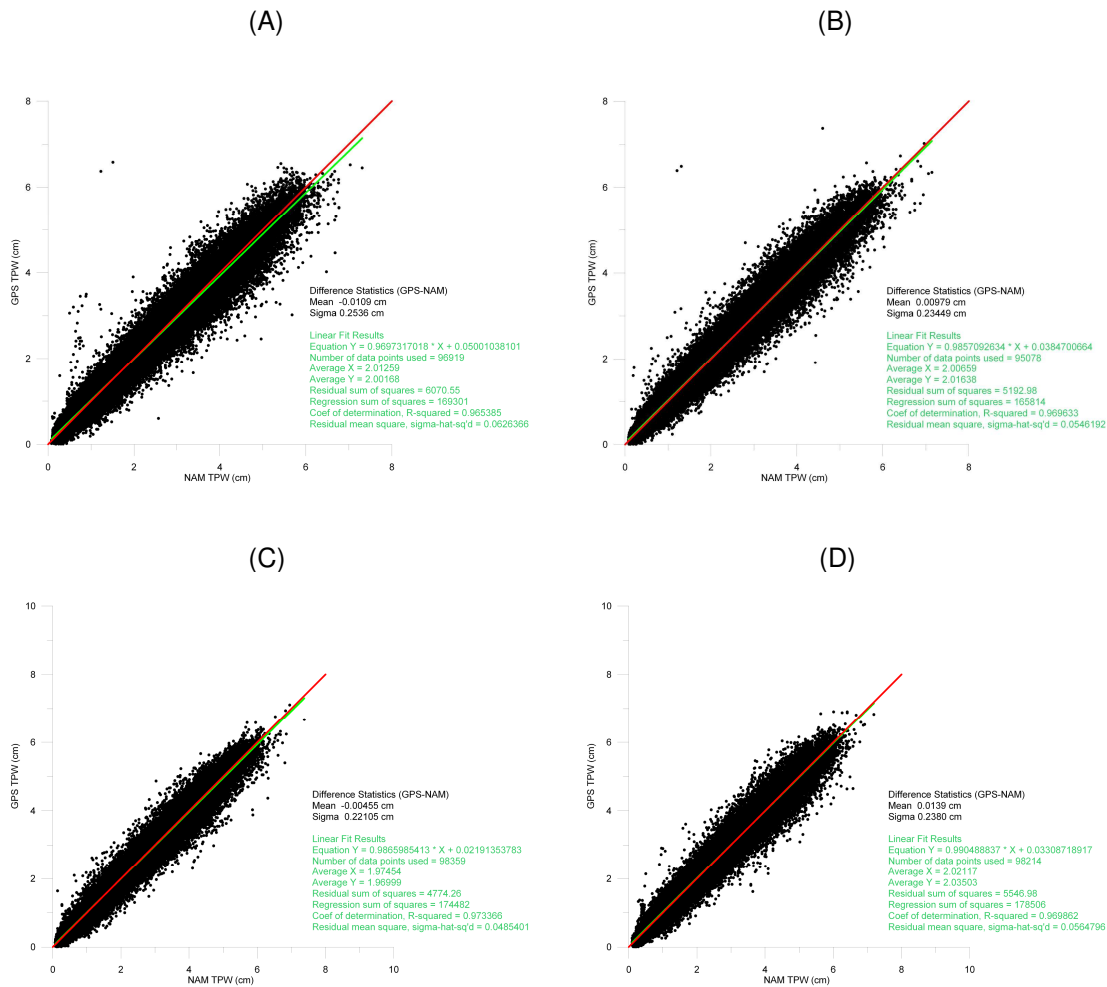 (A)
8
6
4
2
0
GPS TPW (cm)
0 2 4 6 8
NAM TPW (cm)
Difference Statistics (GPS-NAM)
Mean -0.0109 cm
Sigma 0.2536 cm
Linear Fit Results
Equation Y = 0.9697317018 * X + 0.05001038101
Number of data points used = 96919
Average X = 2.01259
Average Y = 2.00168
Residual sum of squares = 6070.55
Regression sum of squares = 169301
Coef of determination, R-squared = 0.965385
Residual mean square, sigma-hat-sq'd = 0.0626366
(B)
8
6
4
2
0
GPS TPW (cm)
0 2 4 6 8
NAM TPW (cm)
Difference Statistics (GPS-NAM)
Mean 0.00979 cm
Sigma 0.23449 cm
Linear Fit Results
Equation Y = 0.9857092634 * X + 0.0384700664
Number of data points used = 95078
Average X = 2.00659
Average Y = 2.01638
Residual sum of squares = 5192.98
Regression sum of squares = 165814
Coef of determination, R-squared = 0.969633
Residual mean square, sigma-hat-sq'd = 0.0546192
(C)
10
8
6
4
2
0
GPS TPW (cm)
0 2 4 6 8 10
NAM TPW (cm)
Difference Statistics (GPS-NAM)
Mean -0.00455 cm
Sigma 0.22105 cm
Linear Fit Results
Equation Y = 0.9865985413 * X + 0.02191353783
Number of data points used = 98359
Average X = 1.97454
Average Y = 1.96999
Residual sum of squares = 4774.26
Regression sum of squares = 174482
Coef of determination, R-squared = 0.973366
Residual mean square, sigma-hat-sq'd = 0.0485401
(D)
10
8
6
4
2
0
GPS TPW (cm)
0 2 4 6 8 10
NAM TPW (cm)
Difference Statistics (GPS-NAM)
Mean 0.0139 cm
Sigma 0.2380 cm
Linear Fit Results
Equation Y = 0.990488837 * X + 0.03308718917
Number of data points used = 98214
Average X = 2.02117
Average Y = 2.03503
Residual sum of squares = 5546.98
Regression sum of squares = 178506
Coef of determination, R-squared = 0.969862
Residual mean square, sigma-hat-sq'd = 0.0564796